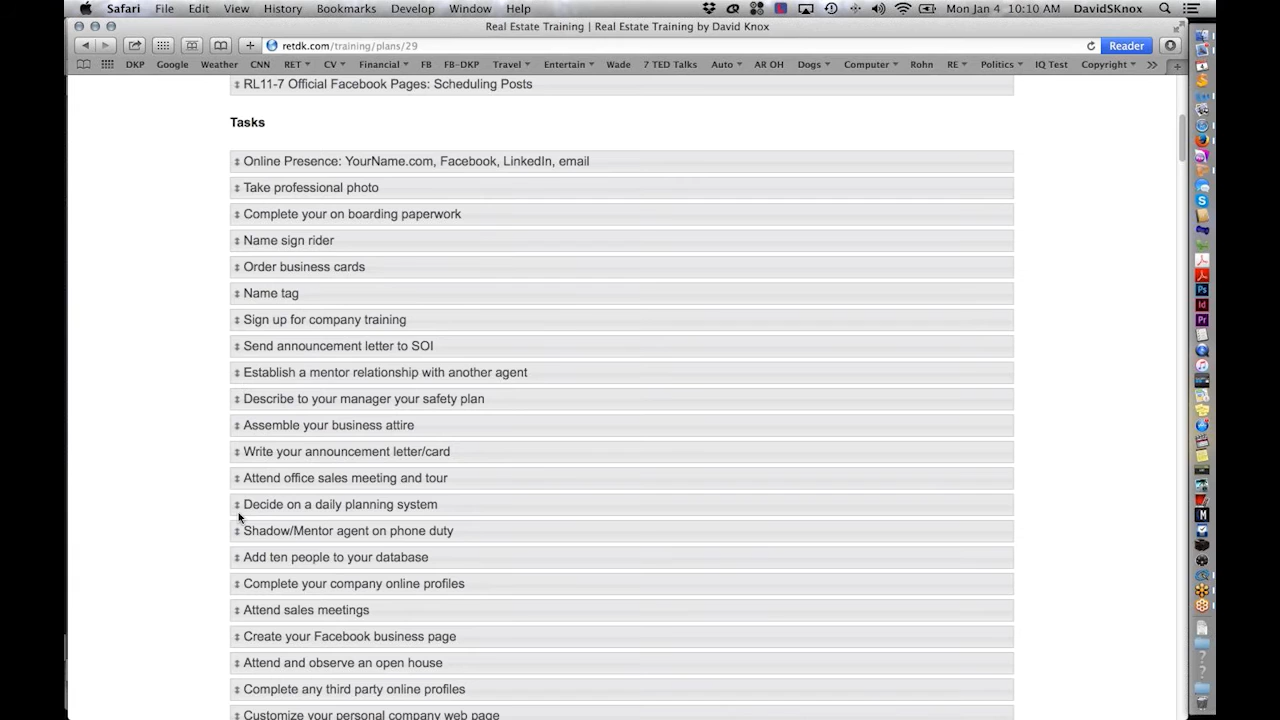 Safari File Edit View History Bookmarks Develop Window Help Mon Jan 4 10:10 AM DavidSKnox
Real Estate Training | Real Estate Training by David Knox
retdk.com/training/plans/29 Reader
DKP Google Weather CNN RET CV Financial FB FB-DKP Travel Entertain Wade 7 TED Talks Auto AR OH Dogs Computer Rohn RE Politics IQ Test Copyright
RL11-7 Official Facebook Pages: Scheduling Posts
Tasks
Online Presence: YourName.com, Facebook, LinkedIn, email
Take professional photo
Complete your on boarding paperwork
Name sign rider
Order business cards
Name tag
Sign up for company training
Send announcement letter to SOI
Establish a mentor relationship with another agent
Describe to your manager your safety plan
Assemble your business attire
Write your announcement letter/card
Attend office sales meeting and tour
Decide on a daily planning system
Shadow/Mentor agent on phone duty
Add ten people to your database
Complete your company online profiles
Attend sales meetings
Create your Facebook business page
Attend and observe an open house
Complete any third party online profiles
Customize your personal company web page